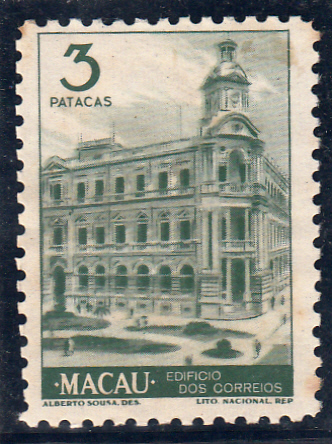 3
PATACAS
·MACAU· EDIFICIO
DOS CORREIOS
ALBERTO SOUSA, DES. LITO. NACIONAL, REP